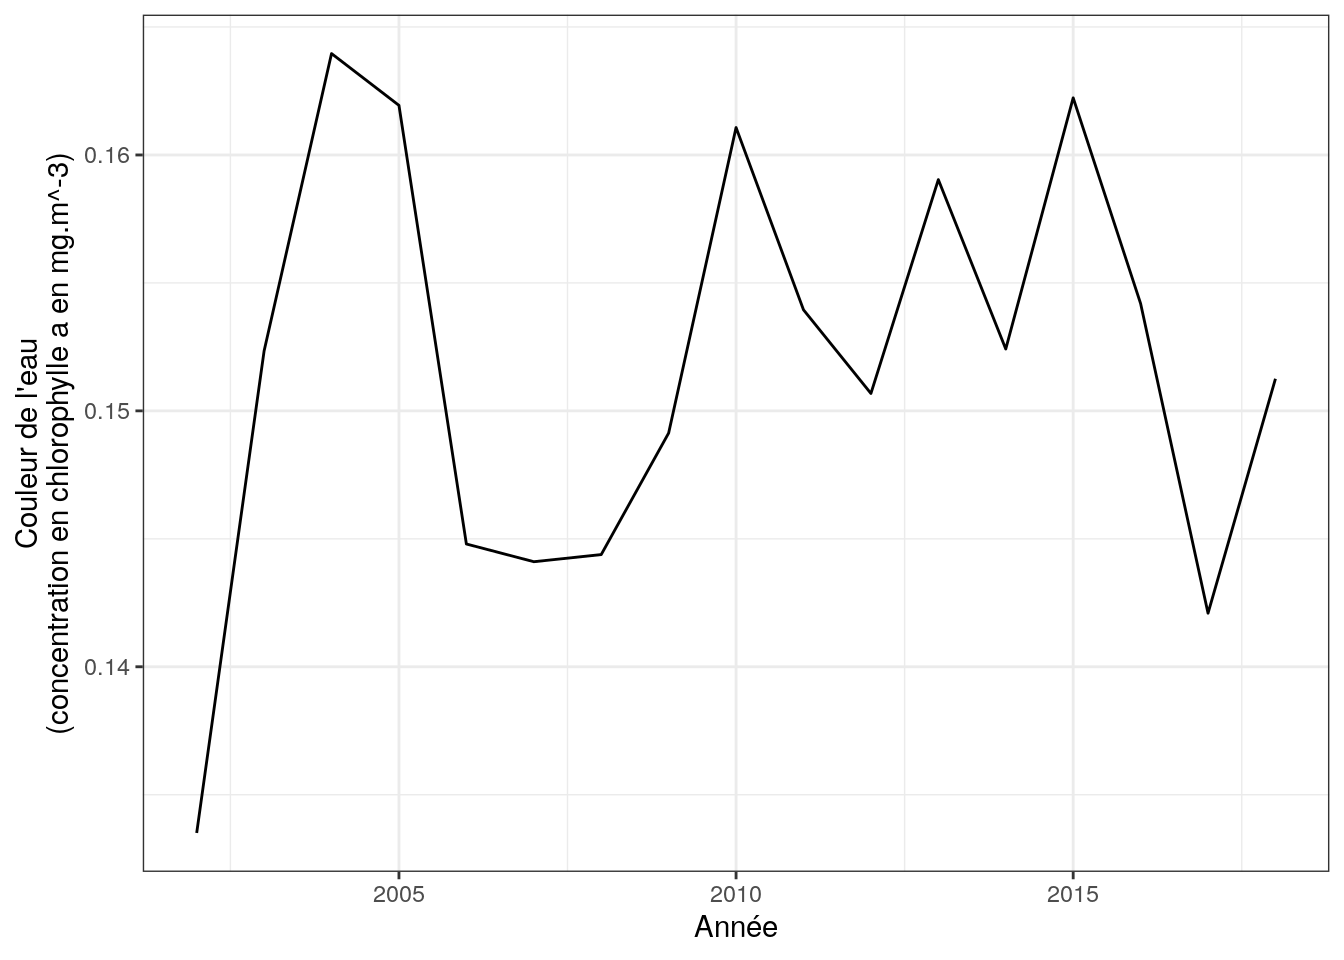 Couleur de l'eau
(concentration en chlorophylle a en mg.m^-3)
0.16
0.15
0.14
2005
2010
2015
Année